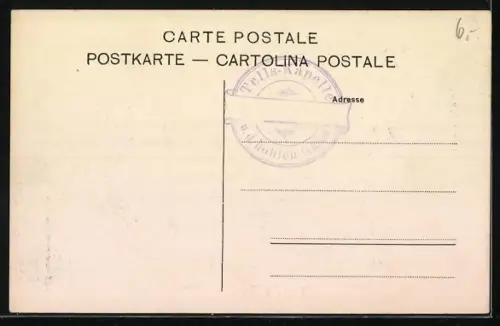 CARTE POSTALE
6.-
POSTKARTE — CARTOLINA POSTALE
Tells-Kapelle
Adresse